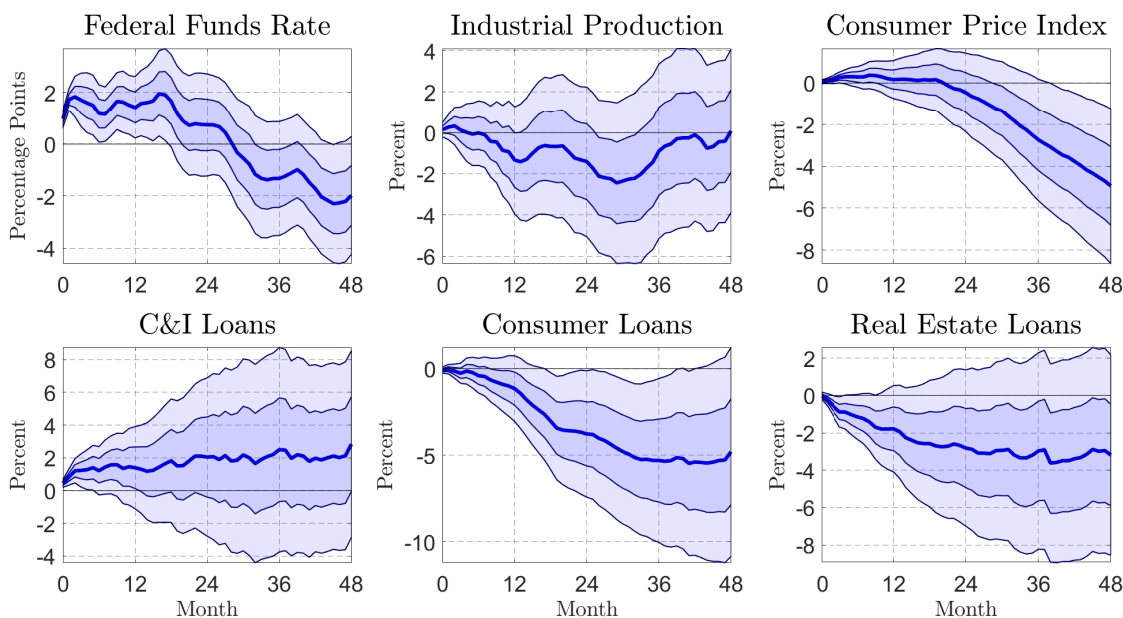 Federal Funds Rate
Percentage Points
2
0
-2
-4
0 12 24 36 48
Industrial Production
Percent
4
2
0
-2
-4
-6
0 12 24 36 48
Consumer Price Index
Percent
0
-2
-4
-6
-8
0 12 24 36 48
C&I Loans
Percent
8
6
4
2
0
-2
-4
0 12 24 36 48
Month
Consumer Loans
Percent
0
-5
-10
0 12 24 36 48
Month
Real Estate Loans
Percent
2
0
-2
-4
-6
-8
0 12 24 36 48
Month